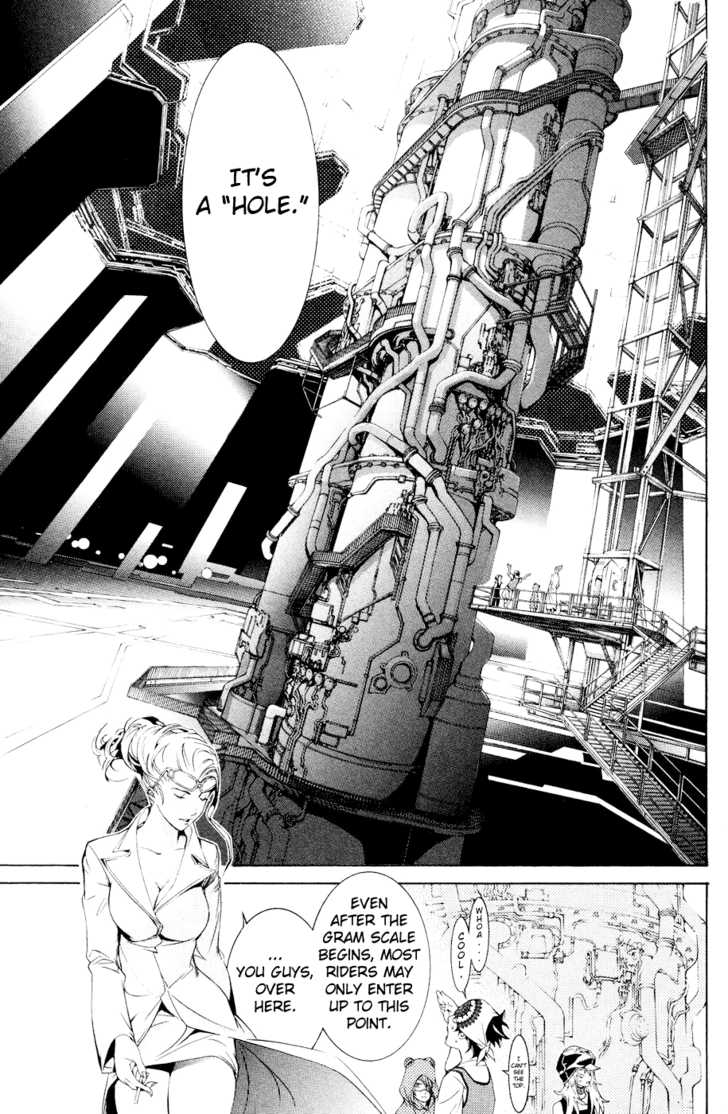 IT'S
A "HOLE."
WHOA...
COOL.
I
CAN'T
SEE
THE
TOP.
EVEN
AFTER THE
GRAM SCALE
BEGINS, MOST
RIDERS MAY
ONLY ENTER
UP TO THIS
POINT.
...
YOU GUYS,
OVER
HERE.